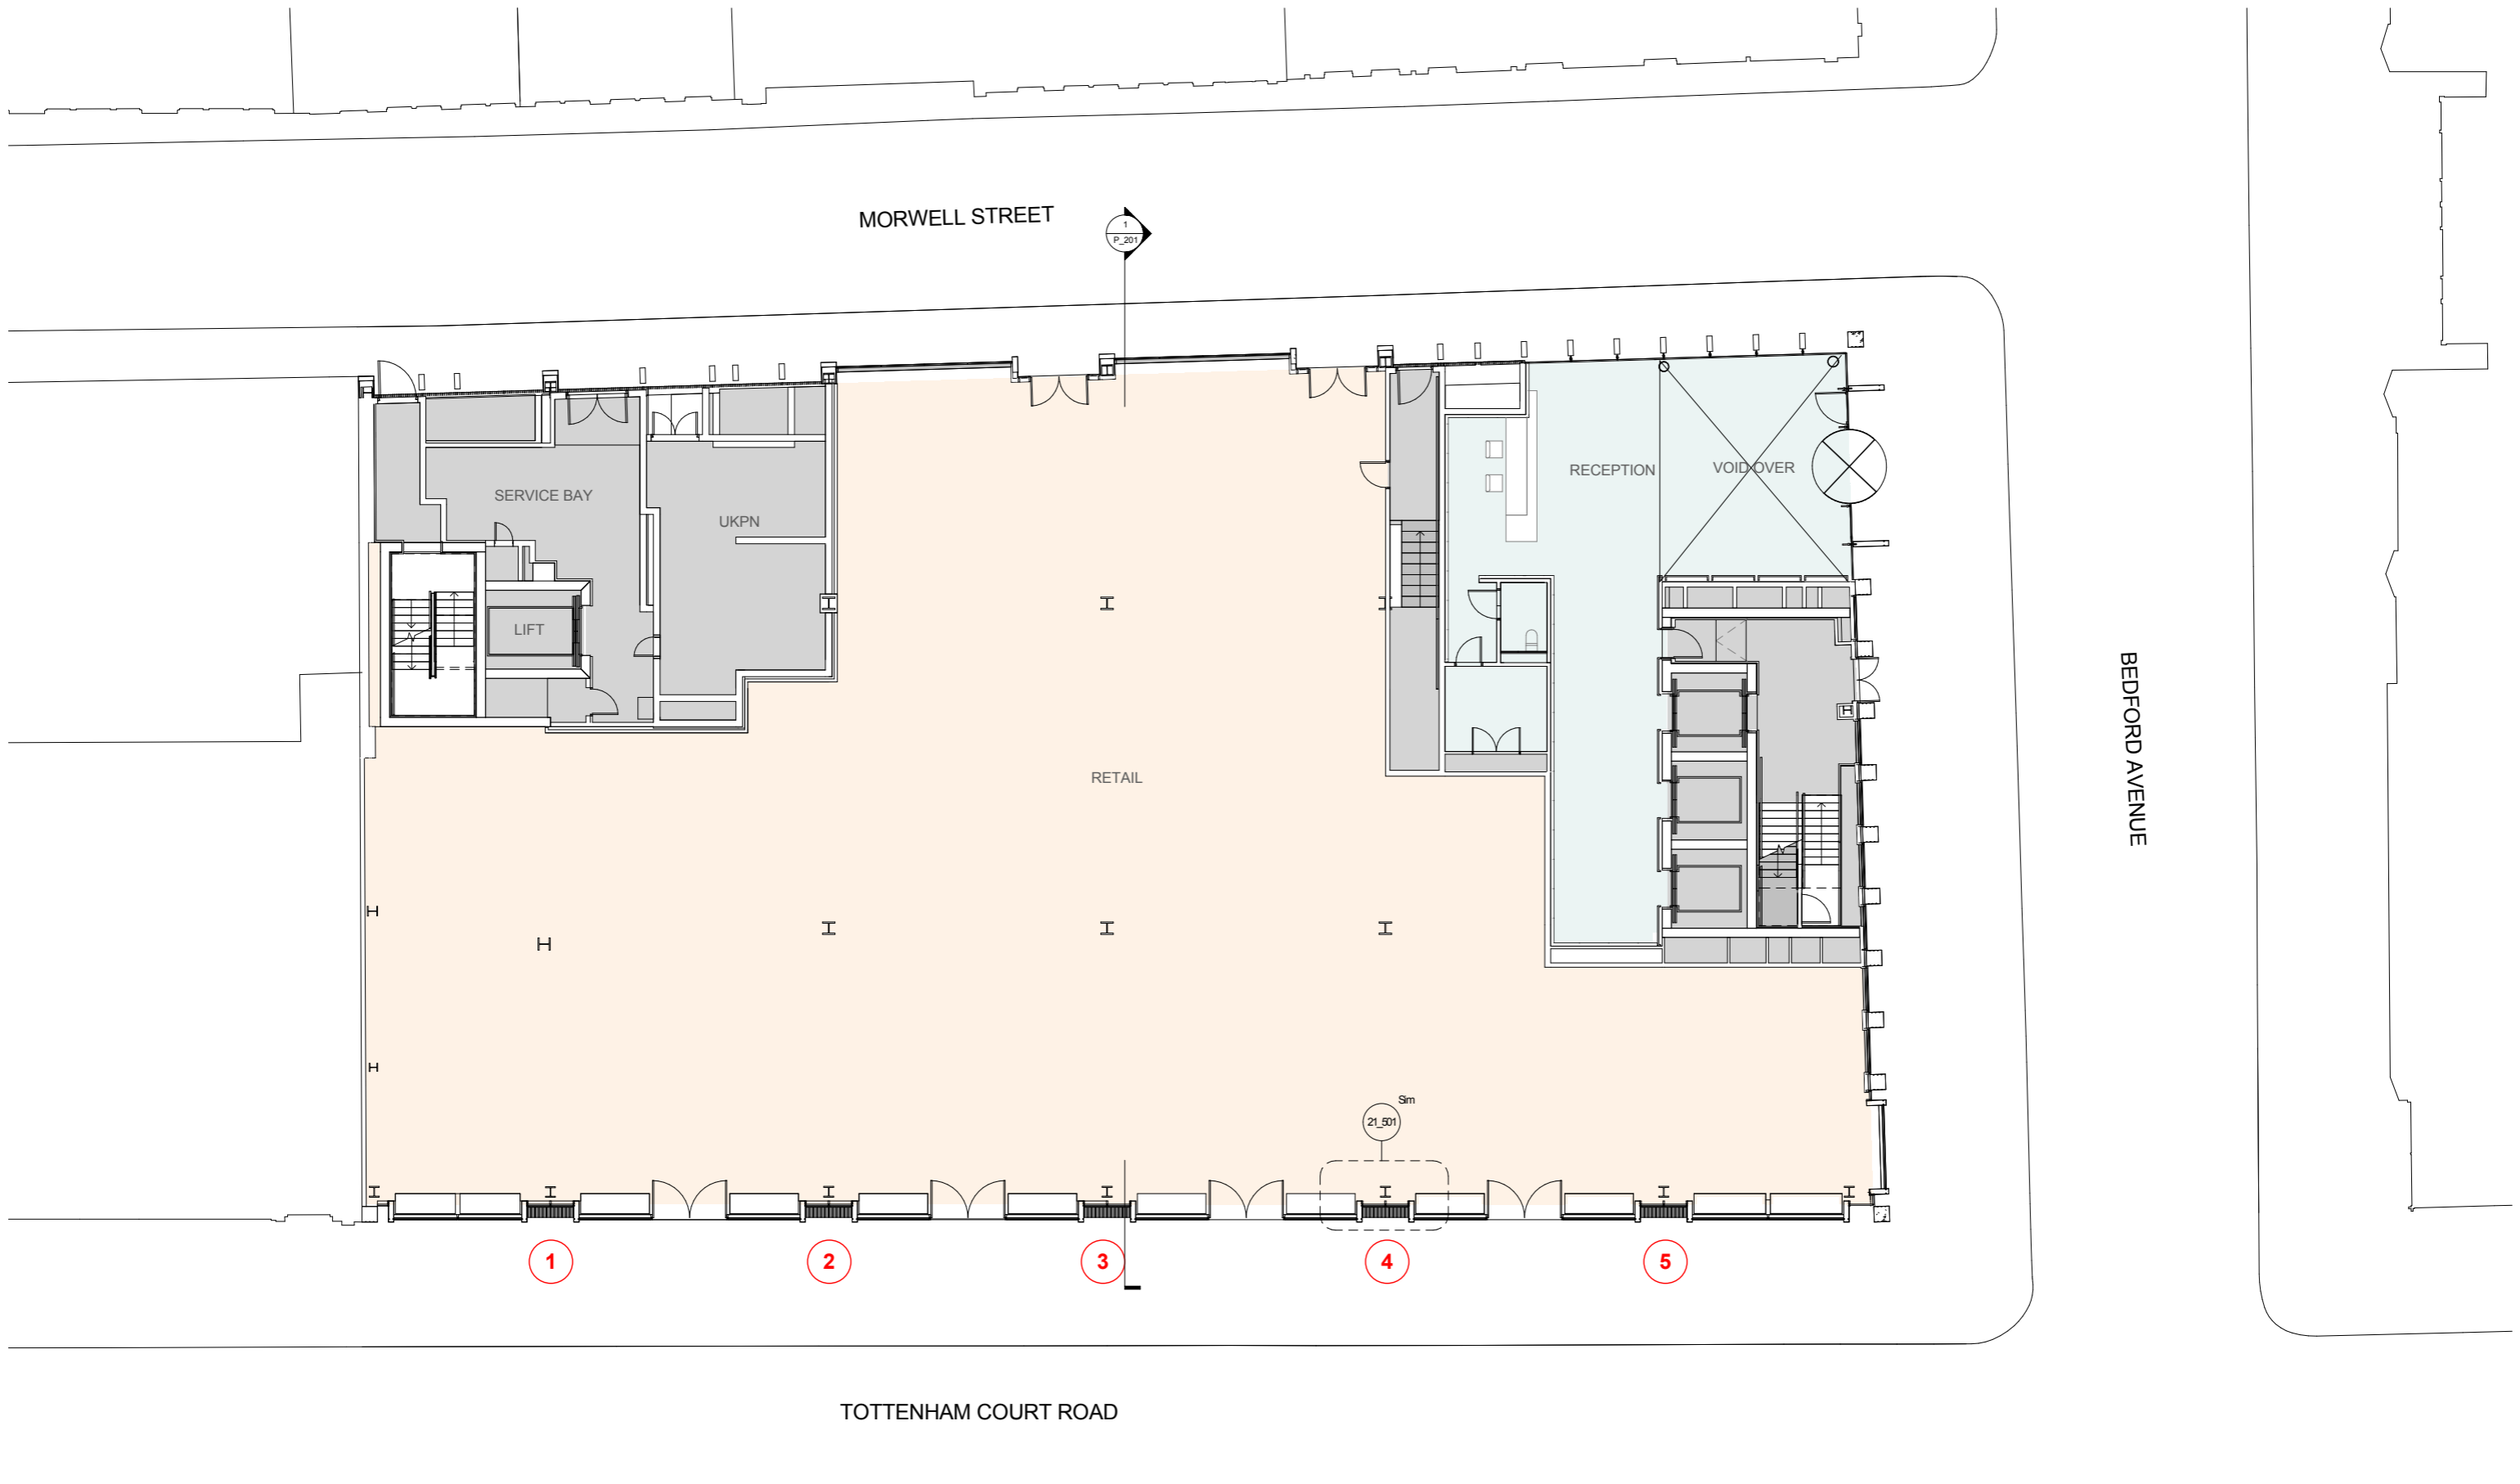 MORWELL STREET
1
P_201
RECEPTION
VOID OVER
SERVICE BAY
UKPN
LIFT
BEDFORD AVENUE
RETAIL
Sim
21_501
1
2
3
4
5
TOTTENHAM COURT ROAD